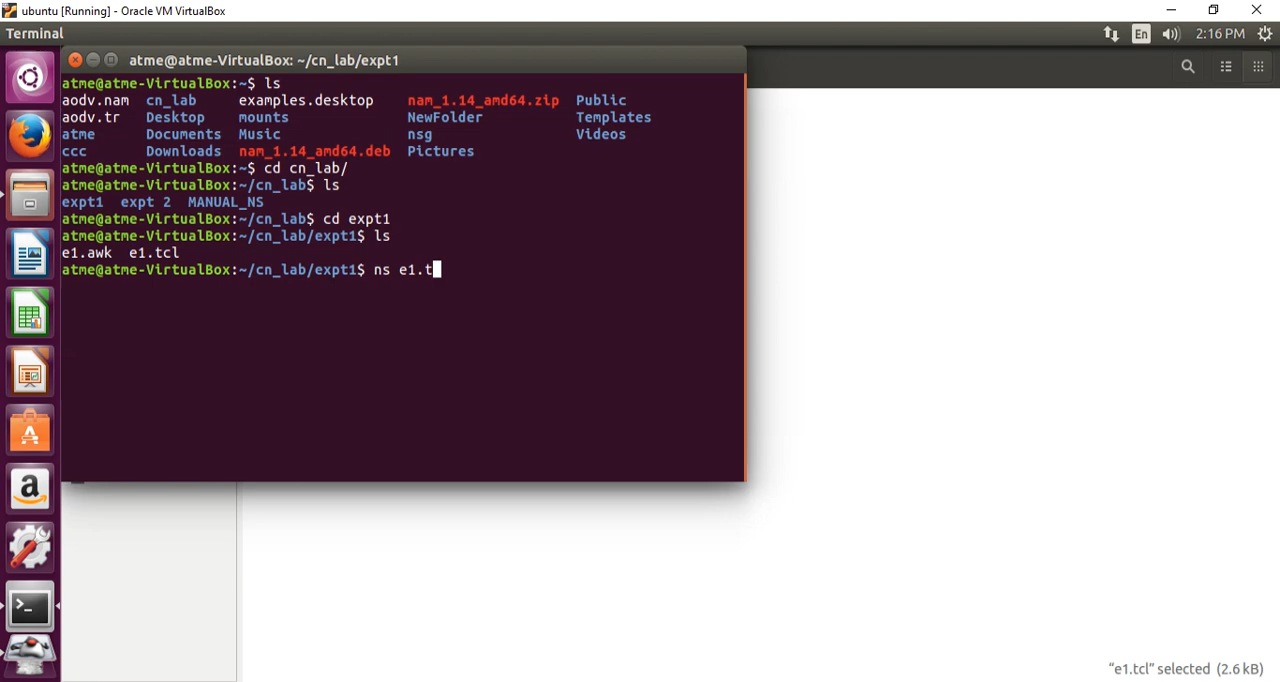 ubuntu [Running] - Oracle VM VirtualBox
Terminal En 2:16 PM
atme@atme-VirtualBox: ~/cn_lab/expt1
atme@atme-VirtualBox:~$ ls
aodv.nam cn_lab examples.desktop nam_1.14_amd64.zip Public
aodv.tr Desktop mounts NewFolder Templates
atme Documents Music nsg Videos
ccc Downloads nam_1.14_amd64.deb Pictures
atme@atme-VirtualBox:~$ cd cn_lab/
atme@atme-VirtualBox:~/cn_lab$ ls
expt1 expt 2 MANUAL_NS
atme@atme-VirtualBox:~/cn_lab$ cd expt1
atme@atme-VirtualBox:~/cn_lab/expt1$ ls
e1.awk e1.tcl
atme@atme-VirtualBox:~/cn_lab/expt1$ ns e1.t
a
"e1.tcl" selected (2.6 kB)